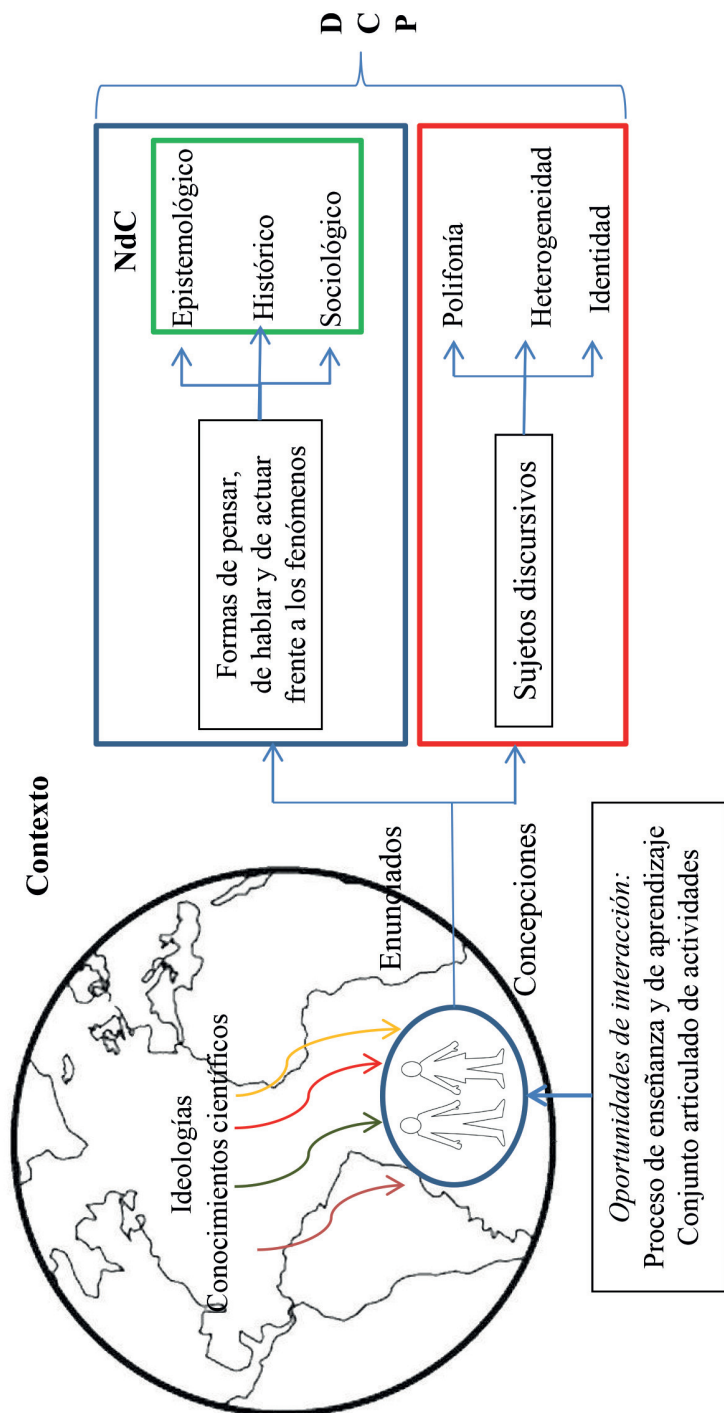 Contexto
Ideologías
Conocimientos científicos
Enunciados
Concepciones
Oportunidades de interacción:
Proceso de enseñanza y de aprendizaje
Conjunto articulado de actividades
Formas de pensar,
de hablar y de actuar
frente a los fenómenos
NdC
Epistemológico
Histórico
Sociológico
Sujetos discursivos
Polifonía
Heterogeneidad
Identidad
D
C
P